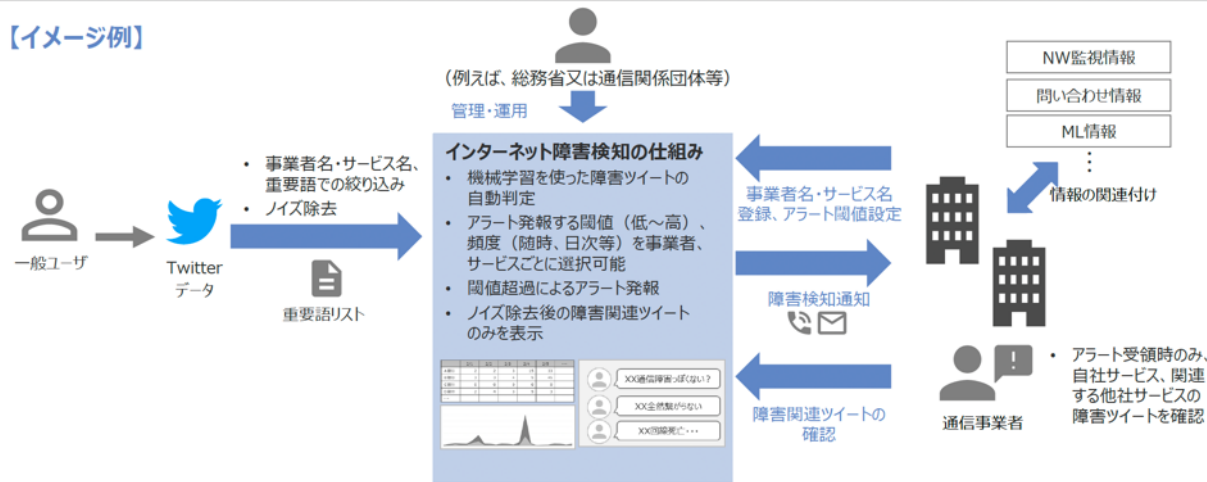 【イメージ例】
(例えば、総務省又は通信関係団体等)
管理・運用
NW監視情報
問い合わせ情報
ML情報
⋮
情報の関連付け
一般ユーザ
Twitter
データ
• 事業者名・サービス名、
重要語での絞り込み
• ノイズ除去
重要語リスト
インターネット障害検知の仕組み
• 機械学習を使った障害ツイートの
自動判定
• アラート発報する閾値（低～高）、
頻度（随時、日次等）を事業者、
サービスごとに選択可能
• 閾値超過によるアラート発報
• ノイズ除去後の障害関連ツイート
のみを表示
XX通信障害っぽくない？
XX全然繋がらない
XX回線死亡・・・
事業者名・サービス名
登録、アラート閾値設定
障害検知通知
障害関連ツイートの
確認
通信事業者
• アラート受領時のみ、
自社サービス、関連
する他社サービスの
障害ツイートを確認